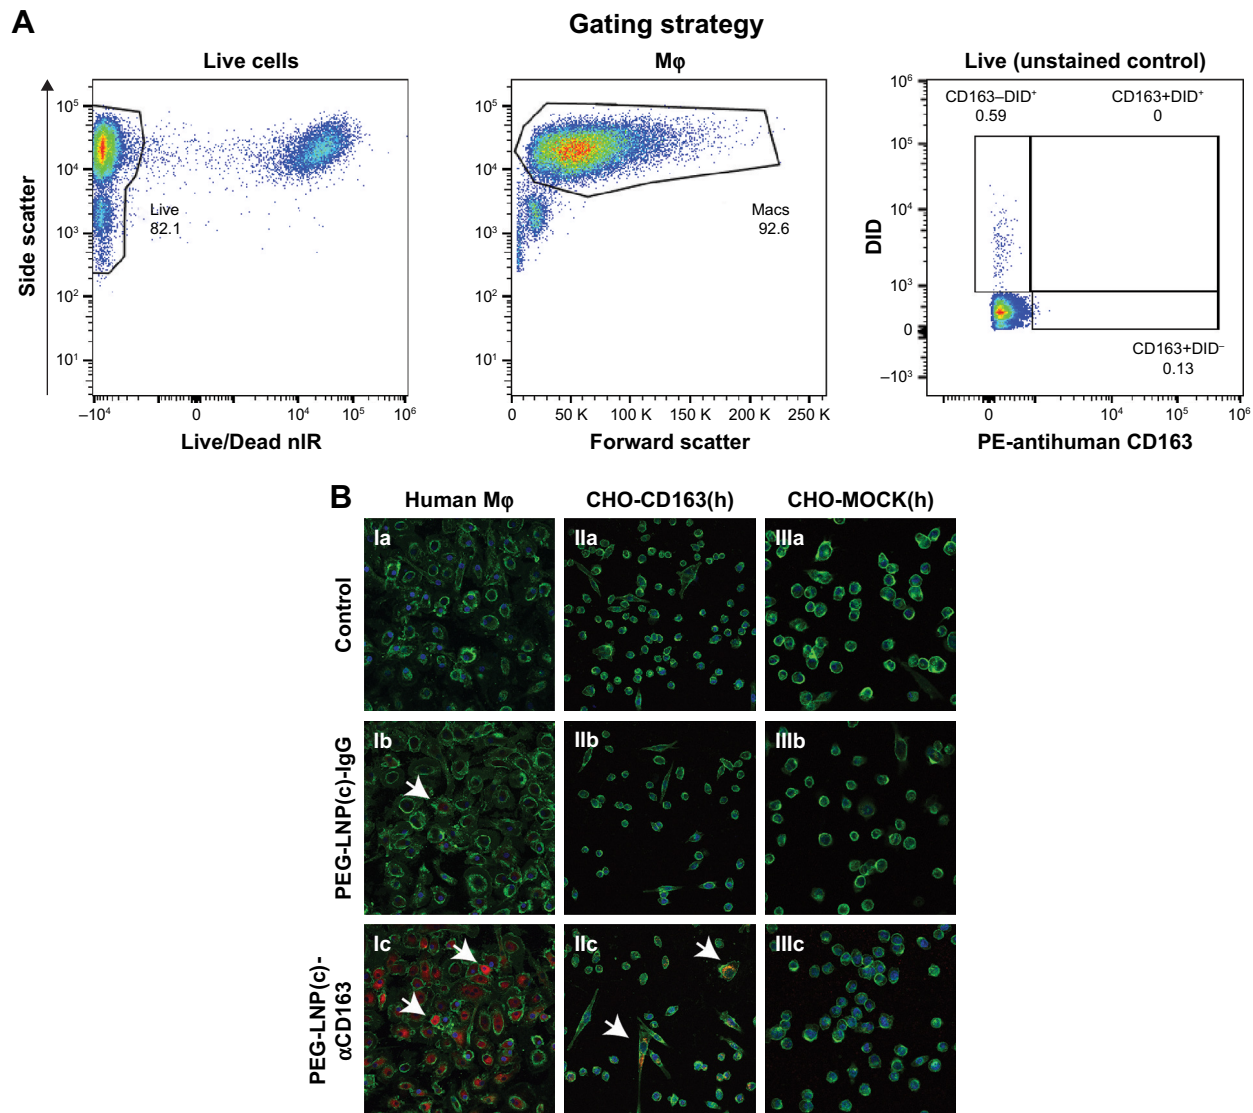 A
Gating strategy
Live cells
Mφ
Live (unstained control)
Side scatter
10⁵
10⁴
10³
10²
10¹
Live
82.1
–10⁴
0
10⁴
10⁵
10⁶
Live/Dead nIR
10⁵
10⁴
10³
10²
10¹
Macs
92.6
0
50 K
100 K
150 K
200 K
250 K
Forward scatter
DID
10⁶
10⁵
10⁴
10³
0
–10³
CD163–DID⁺
0.59
CD163+DID⁺
0
CD163+DID⁻
0.13
0
10⁴
10⁵
10⁶
PE-antihuman CD163
B
Human Mφ
CHO-CD163(h)
CHO-MOCK(h)
Control
Ia
IIa
IIIa
PEG-LNP(c)-IgG
Ib
IIb
IIIb
PEG-LNP(c)-
αCD163
Ic
IIc
IIIc